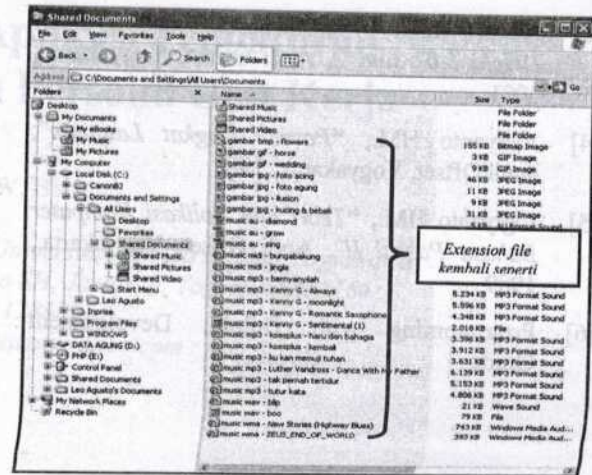 Shared Documents
File Edit View Favorites Tools Help
Back Search Folders
Address C:\Documents and Settings\All Users\Documents Go
Folders
Desktop
My Documents
My eBooks
My Music
My Pictures
My Computer
Local Disk (C:)
CanonB2
Documents and Settings
All Users
Desktop
Favorites
Shared Documents
Shared Music
Shared Pictures
Shared Video
Start Menu
Leo Agusto
Inprise
Program Files
WINDOWS
DATA AGUNG (D:)
PHP (E:)
Control Panel
Shared Documents
Leo Agusto's Documents
My Network Places
Recycle Bin
Name Size Type
Shared Music File Folder
Shared Pictures File Folder
Shared Video File Folder
gambar bmp - flowers 155 KB Bitmap Image
gambar gif - horse 3 KB GIF Image
gambar gif - wedding 9 KB GIF Image
gambar jpg - foto acing 46 KB JPEG Image
gambar jpg - foto agung 11 KB JPEG Image
gambar jpg - ilusion 9 KB JPEG Image
gambar jpg - kucing & bebek 31 KB JPEG Image
music au - diamond
music au - grow
music au - ping
music midi - bungabakung
music midi - jingle
music mp3 - bernyanyilah
music mp3 - Kenny G - Always 6.234 KB MP3 Format Sound
music mp3 - Kenny G - moonlight 5.596 KB MP3 Format Sound
music mp3 - Kenny G - Romantic Saxophone 4.348 KB MP3 Format Sound
music mp3 - Kenny G - Sentimental (1) 2.016 KB File
music mp3 - koesplus - haru dan bahagia 3.396 KB MP3 Format Sound
music mp3 - koesplus - kembali 3.912 KB MP3 Format Sound
music mp3 - ku kan memuji tuhan 3.631 KB MP3 Format Sound
music mp3 - Luther Vandross - Dance With My Father 6.139 KB MP3 Format Sound
music mp3 - tak pernah tertidur 5.153 KB MP3 Format Sound
music mp3 - tutur kata 4.806 KB MP3 Format Sound
music wav - blip 21 KB Wave Sound
music wav - boo 79 KB File
music wma - New Stories (Highway Blues) 743 KB Windows Media Aud...
music wma - ZEUS_END_OF_WORLD 393 KB Windows Media Aud...
Extension file
kembali seperti